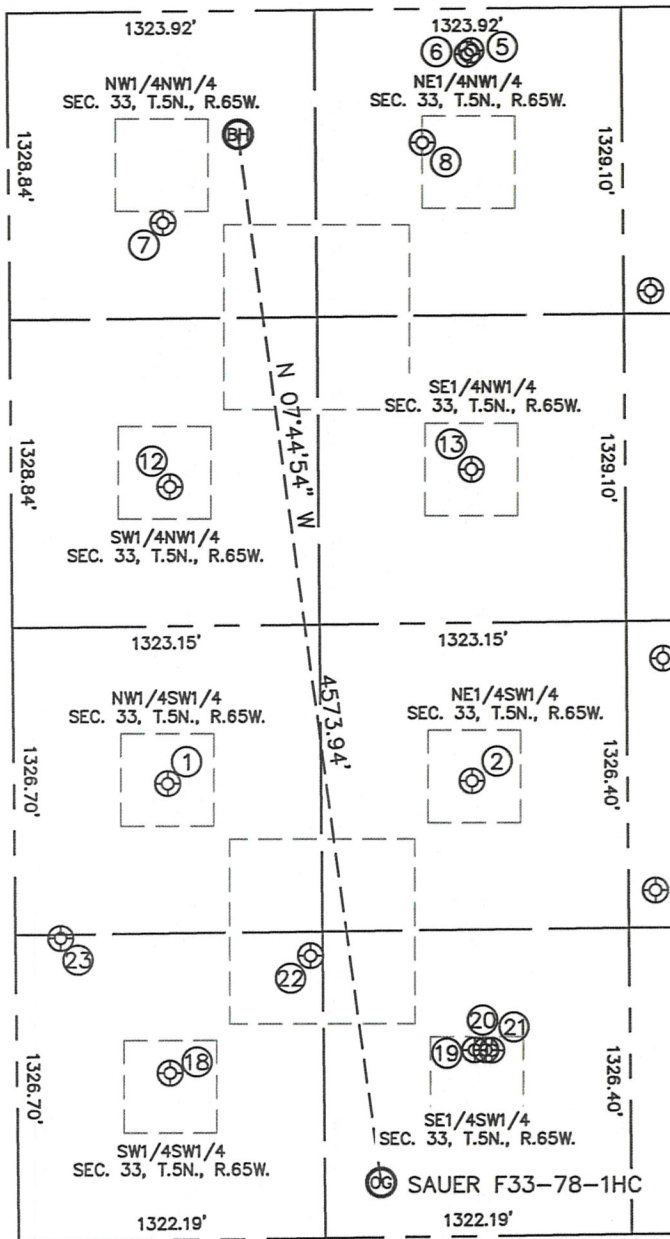 1323.92'
1323.92'
6
5
NW1/4NW1/4
SEC. 33, T.5N., R.65W.
NE1/4NW1/4
SEC. 33, T.5N., R.65W.
BH
1328.84'
1329.10'
8
7
N 07°44'54" W
SE1/4NW1/4
SEC. 33, T.5N., R.65W.
12
13
1328.84'
1329.10'
SW1/4NW1/4
SEC. 33, T.5N., R.65W.
1323.15'
1323.15'
4573.94'
NW1/4SW1/4
SEC. 33, T.5N., R.65W.
NE1/4SW1/4
SEC. 33, T.5N., R.65W.
1
2
1326.70'
1326.40'
23
22
20
21
19
18
1326.70'
1326.40'
SE1/4SW1/4
SEC. 33, T.5N., R.65W.
SW1/4SW1/4
SEC. 33, T.5N., R.65W.
OG SAUER F33-78-1HC
1322.19'
1322.19'